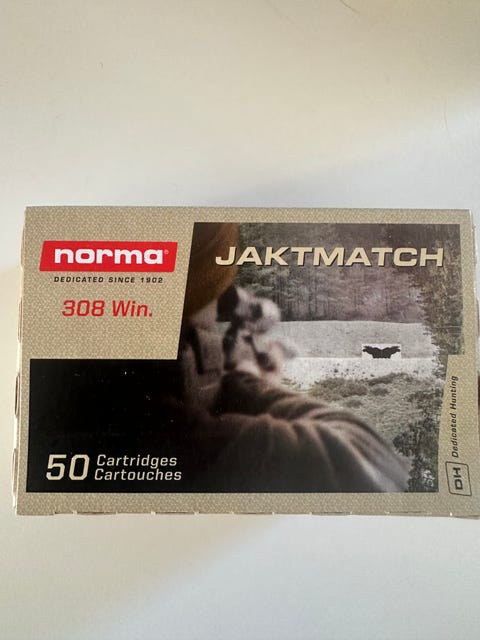 norma
DEDICATED SINCE 1902
308 Win.
JAKTMATCH
50 Cartridges
Cartouches
DH Dedicated Hunting